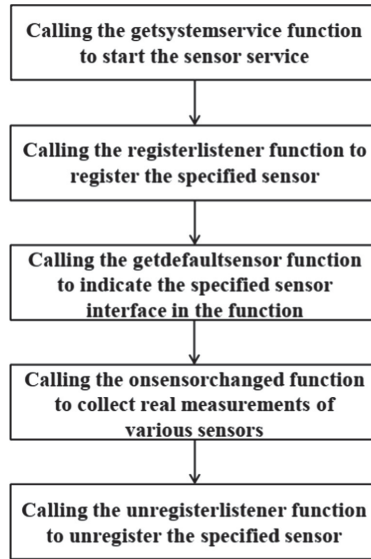 Calling the getsystemservice function
to start the sensor service
Calling the registerlistener function to
register the specified sensor
Calling the getdefaultsensor function
to indicate the specified sensor
interface in the function
Calling the onsensorchanged function
to collect real measurements of
various sensors
Calling the unregisterlistener function
to unregister the specified sensor